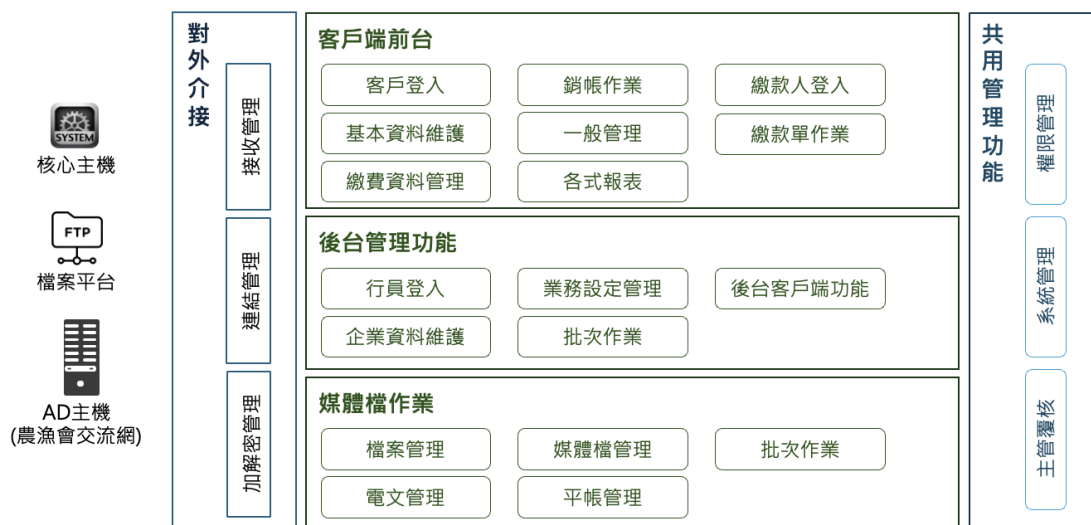 SYSTEM
核心主機
FTP
檔案平台
AD主機
(農漁會交流網)
對外介接
接收管理
連結管理
加解密管理
客戶端前台
客戶登入
銷帳作業
繳款人登入
基本資料維護
一般管理
繳款單作業
繳費資料管理
各式報表
後台管理功能
行員登入
業務設定管理
後台客戶端功能
企業資料維護
批次作業
媒體檔作業
檔案管理
媒體檔管理
批次作業
電文管理
平帳管理
共用管理功能
權限管理
系統管理
主管覆核